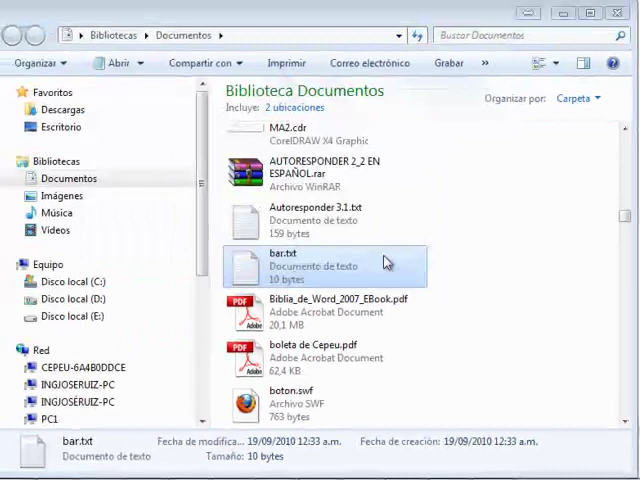 Bibliotecas
Documentos
Buscar Documentos
Organizar
Abrir
Compartir con
Imprimir
Correo electrónico
Grabar
»
Favoritos
Descargas
Escritorio
Bibliotecas
Documentos
Imágenes
Música
Vídeos
Equipo
Disco local (C:)
Disco local (D:)
Disco local (E:)
Red
CEPEU-6A4B0DDCE
INGJOSERUIZ-PC
INGJOSÉRUIZ-PC
PC1
Biblioteca Documentos
Incluye: 2 ubicaciones
Organizar por: Carpeta
MA2.cdr
CorelDRAW X4 Graphic
AUTORESPONDER 2_2 EN
ESPAÑOL.rar
Archivo WinRAR
Autoresponder 3.1.txt
Documento de texto
159 bytes
bar.txt
Documento de texto
10 bytes
Biblia_de_Word_2007_EBook.pdf
Adobe Acrobat Document
20,1 MB
boleta de Cepeu.pdf
Adobe Acrobat Document
62,4 KB
boton.swf
Archivo SWF
763 bytes
bar.txt Fecha de modifica... 19/09/2010 12:33 a.m. Fecha de creación: 19/09/2010 12:33 a.m.
Documento de texto Tamaño: 10 bytes